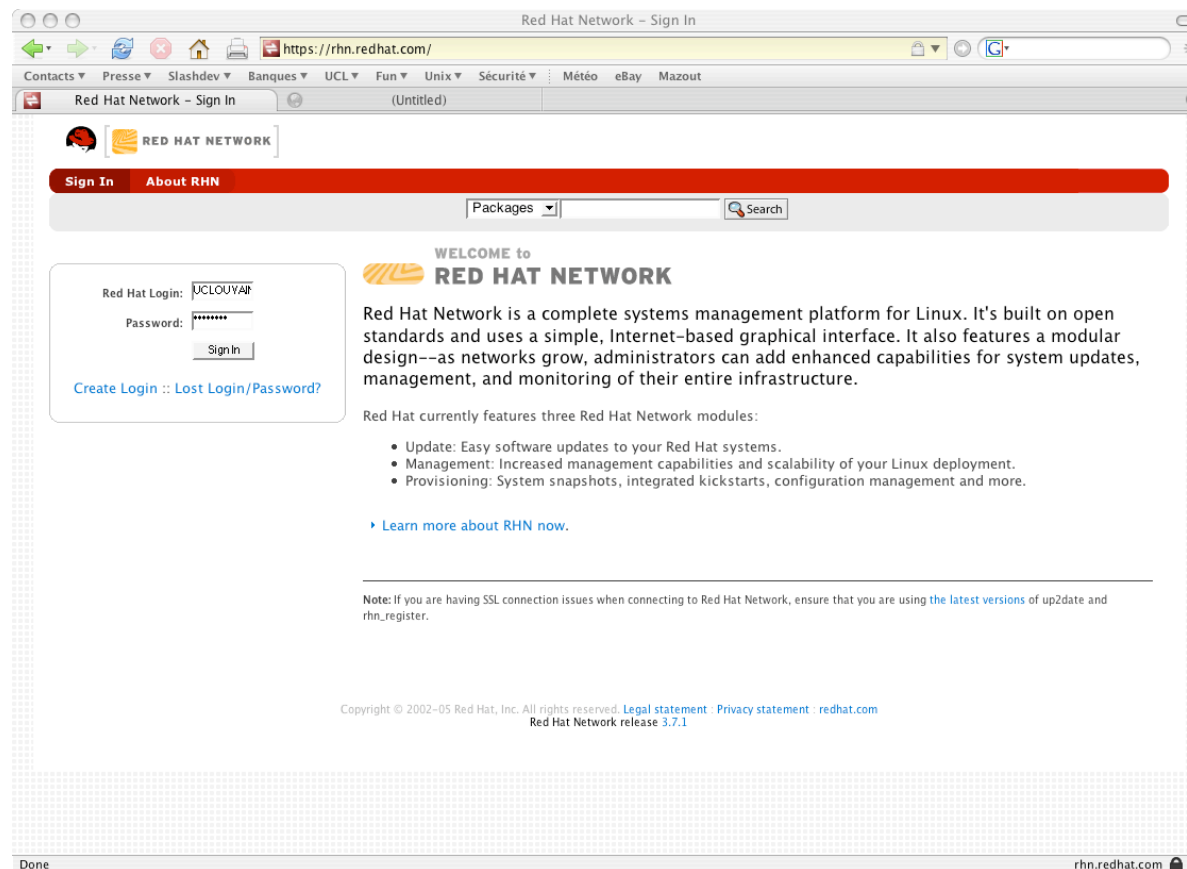 Red Hat Network – Sign In
https://rhn.redhat.com/
G
Contacts Presse Slashdev Banques UCL Fun Unix Sécurité Météo eBay Mazout
Red Hat Network – Sign In (Untitled)
RED HAT NETWORK
Sign In About RHN
Packages Search
WELCOME to
RED HAT NETWORK
Red Hat Login: UCLOUVAIN
Password: ••••••••
Sign In
Create Login :: Lost Login/Password?
Red Hat Network is a complete systems management platform for Linux. It's built on open
standards and uses a simple, Internet-based graphical interface. It also features a modular
design--as networks grow, administrators can add enhanced capabilities for system updates,
management, and monitoring of their entire infrastructure.
Red Hat currently features three Red Hat Network modules:
• Update: Easy software updates to your Red Hat systems.
• Management: Increased management capabilities and scalability of your Linux deployment.
• Provisioning: System snapshots, integrated kickstarts, configuration management and more.
Learn more about RHN now.
Note: If you are having SSL connection issues when connecting to Red Hat Network, ensure that you are using the latest versions of up2date and
rhn_register.
Copyright © 2002-05 Red Hat, Inc. All rights reserved. Legal statement : Privacy statement : redhat.com
Red Hat Network release 3.7.1
Done rhn.redhat.com